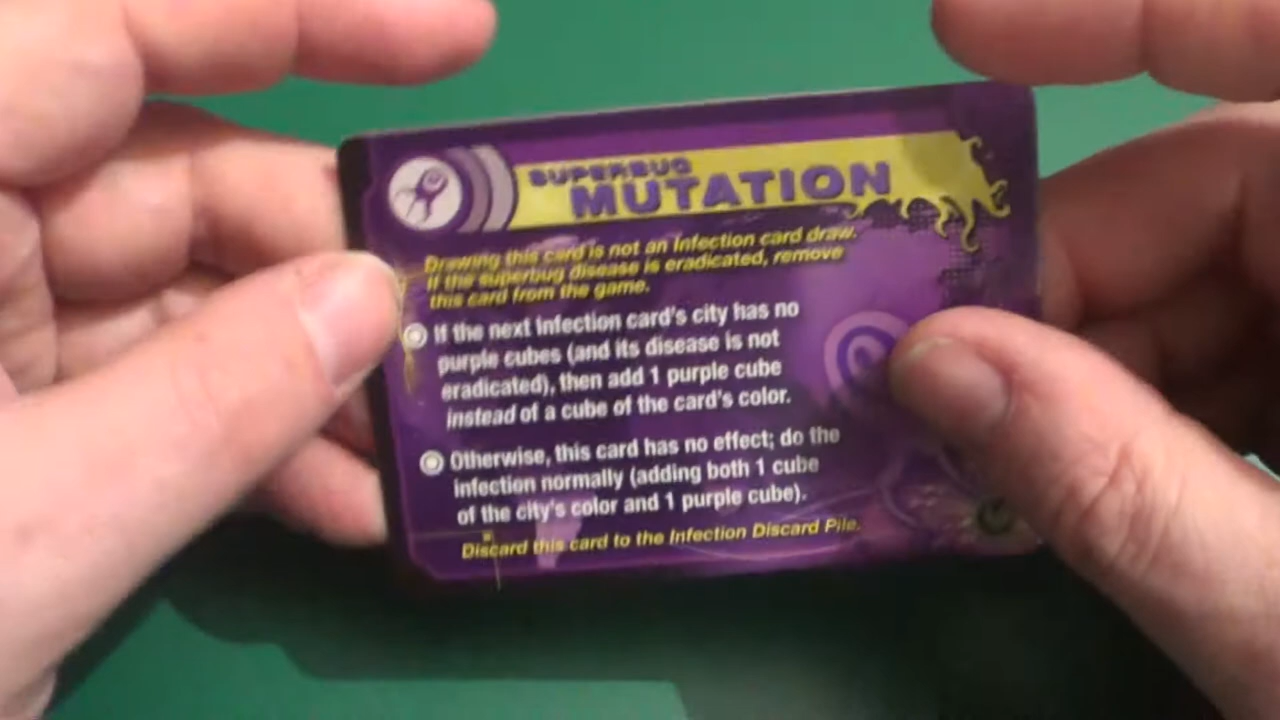 SUPERBUG
MUTATION
Drawing this card is not an Infection card draw.
If the superbug disease is eradicated, remove
this card from the game.
If the next infection card's city has no
purple cubes (and its disease is not
eradicated), then add 1 purple cube
instead of a cube of the card's color.
Otherwise, this card has no effect; do the
infection normally (adding both 1 cube
of the city's color and 1 purple cube).
Discard this card to the Infection Discard Pile.